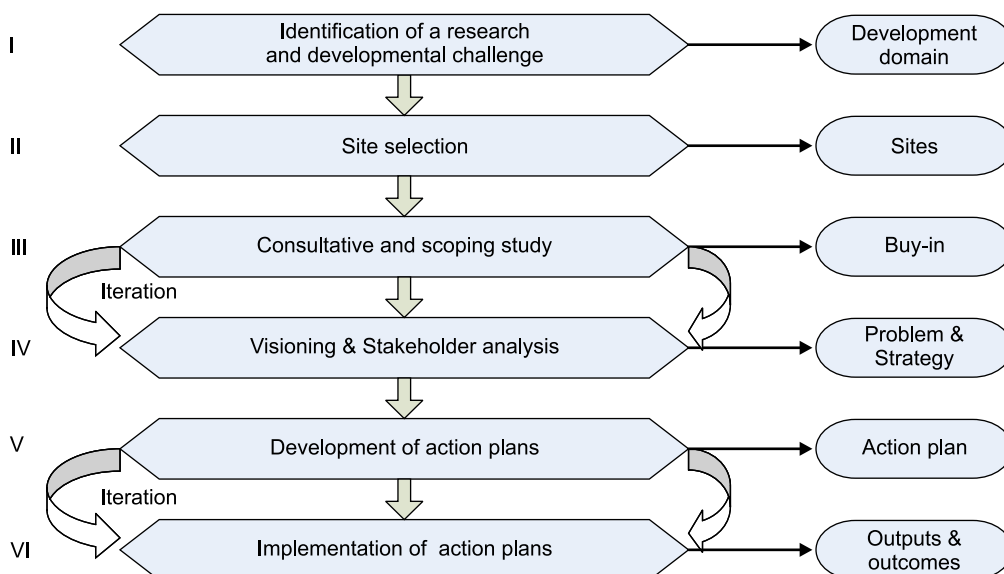 I
Identification of a research
and developmental challenge
Development
domain
II
Site selection
Sites
III
Consultative and scoping study
Buy-in
Iteration
IV
Visioning & Stakeholder analysis
Problem &
Strategy
V
Development of action plans
Action plan
Iteration
VI
Implementation of action plans
Outputs &
outcomes